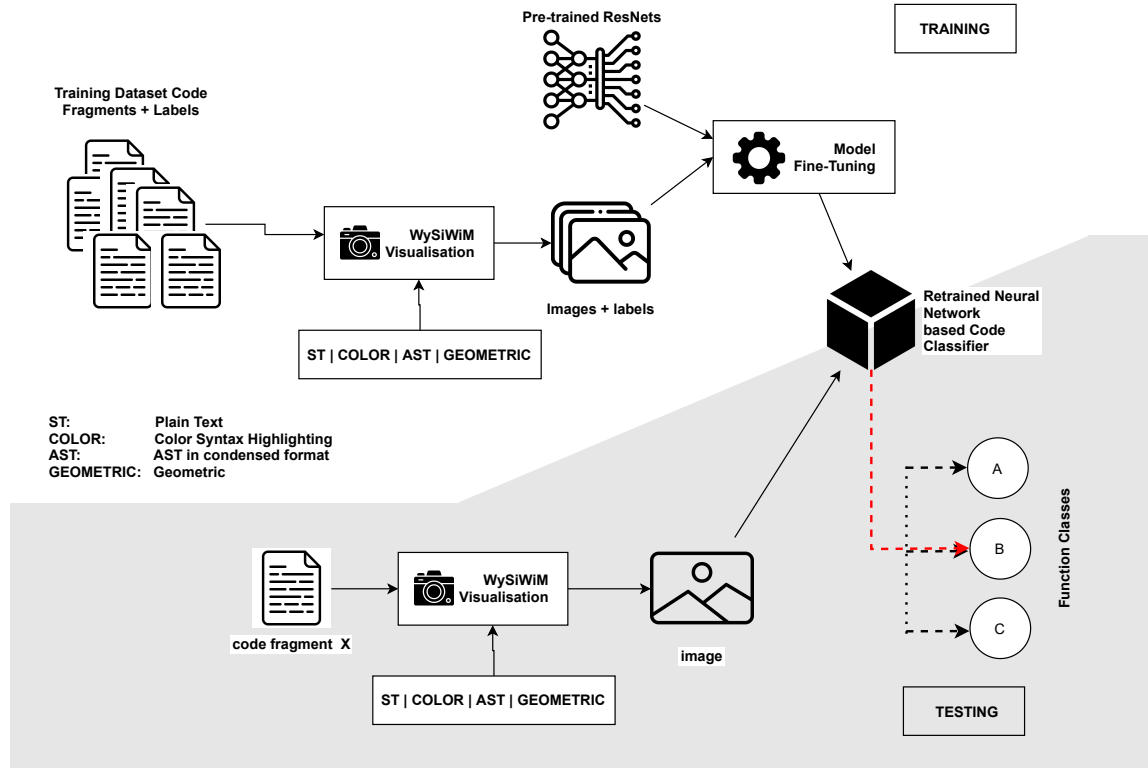 Pre-trained ResNets
TRAINING
Training Dataset Code
Fragments + Labels
Model
Fine-Tuning
WySiWiM
Visualisation
Images + labels
ST | COLOR | AST | GEOMETRIC
Retrained Neural
Network
based Code
Classifier
ST: Plain Text
COLOR: Color Syntax Highlighting
AST: AST in condensed format
GEOMETRIC: Geometric
A
B
C
Function Classes
WySiWiM
Visualisation
code fragment X
image
ST | COLOR | AST | GEOMETRIC
TESTING